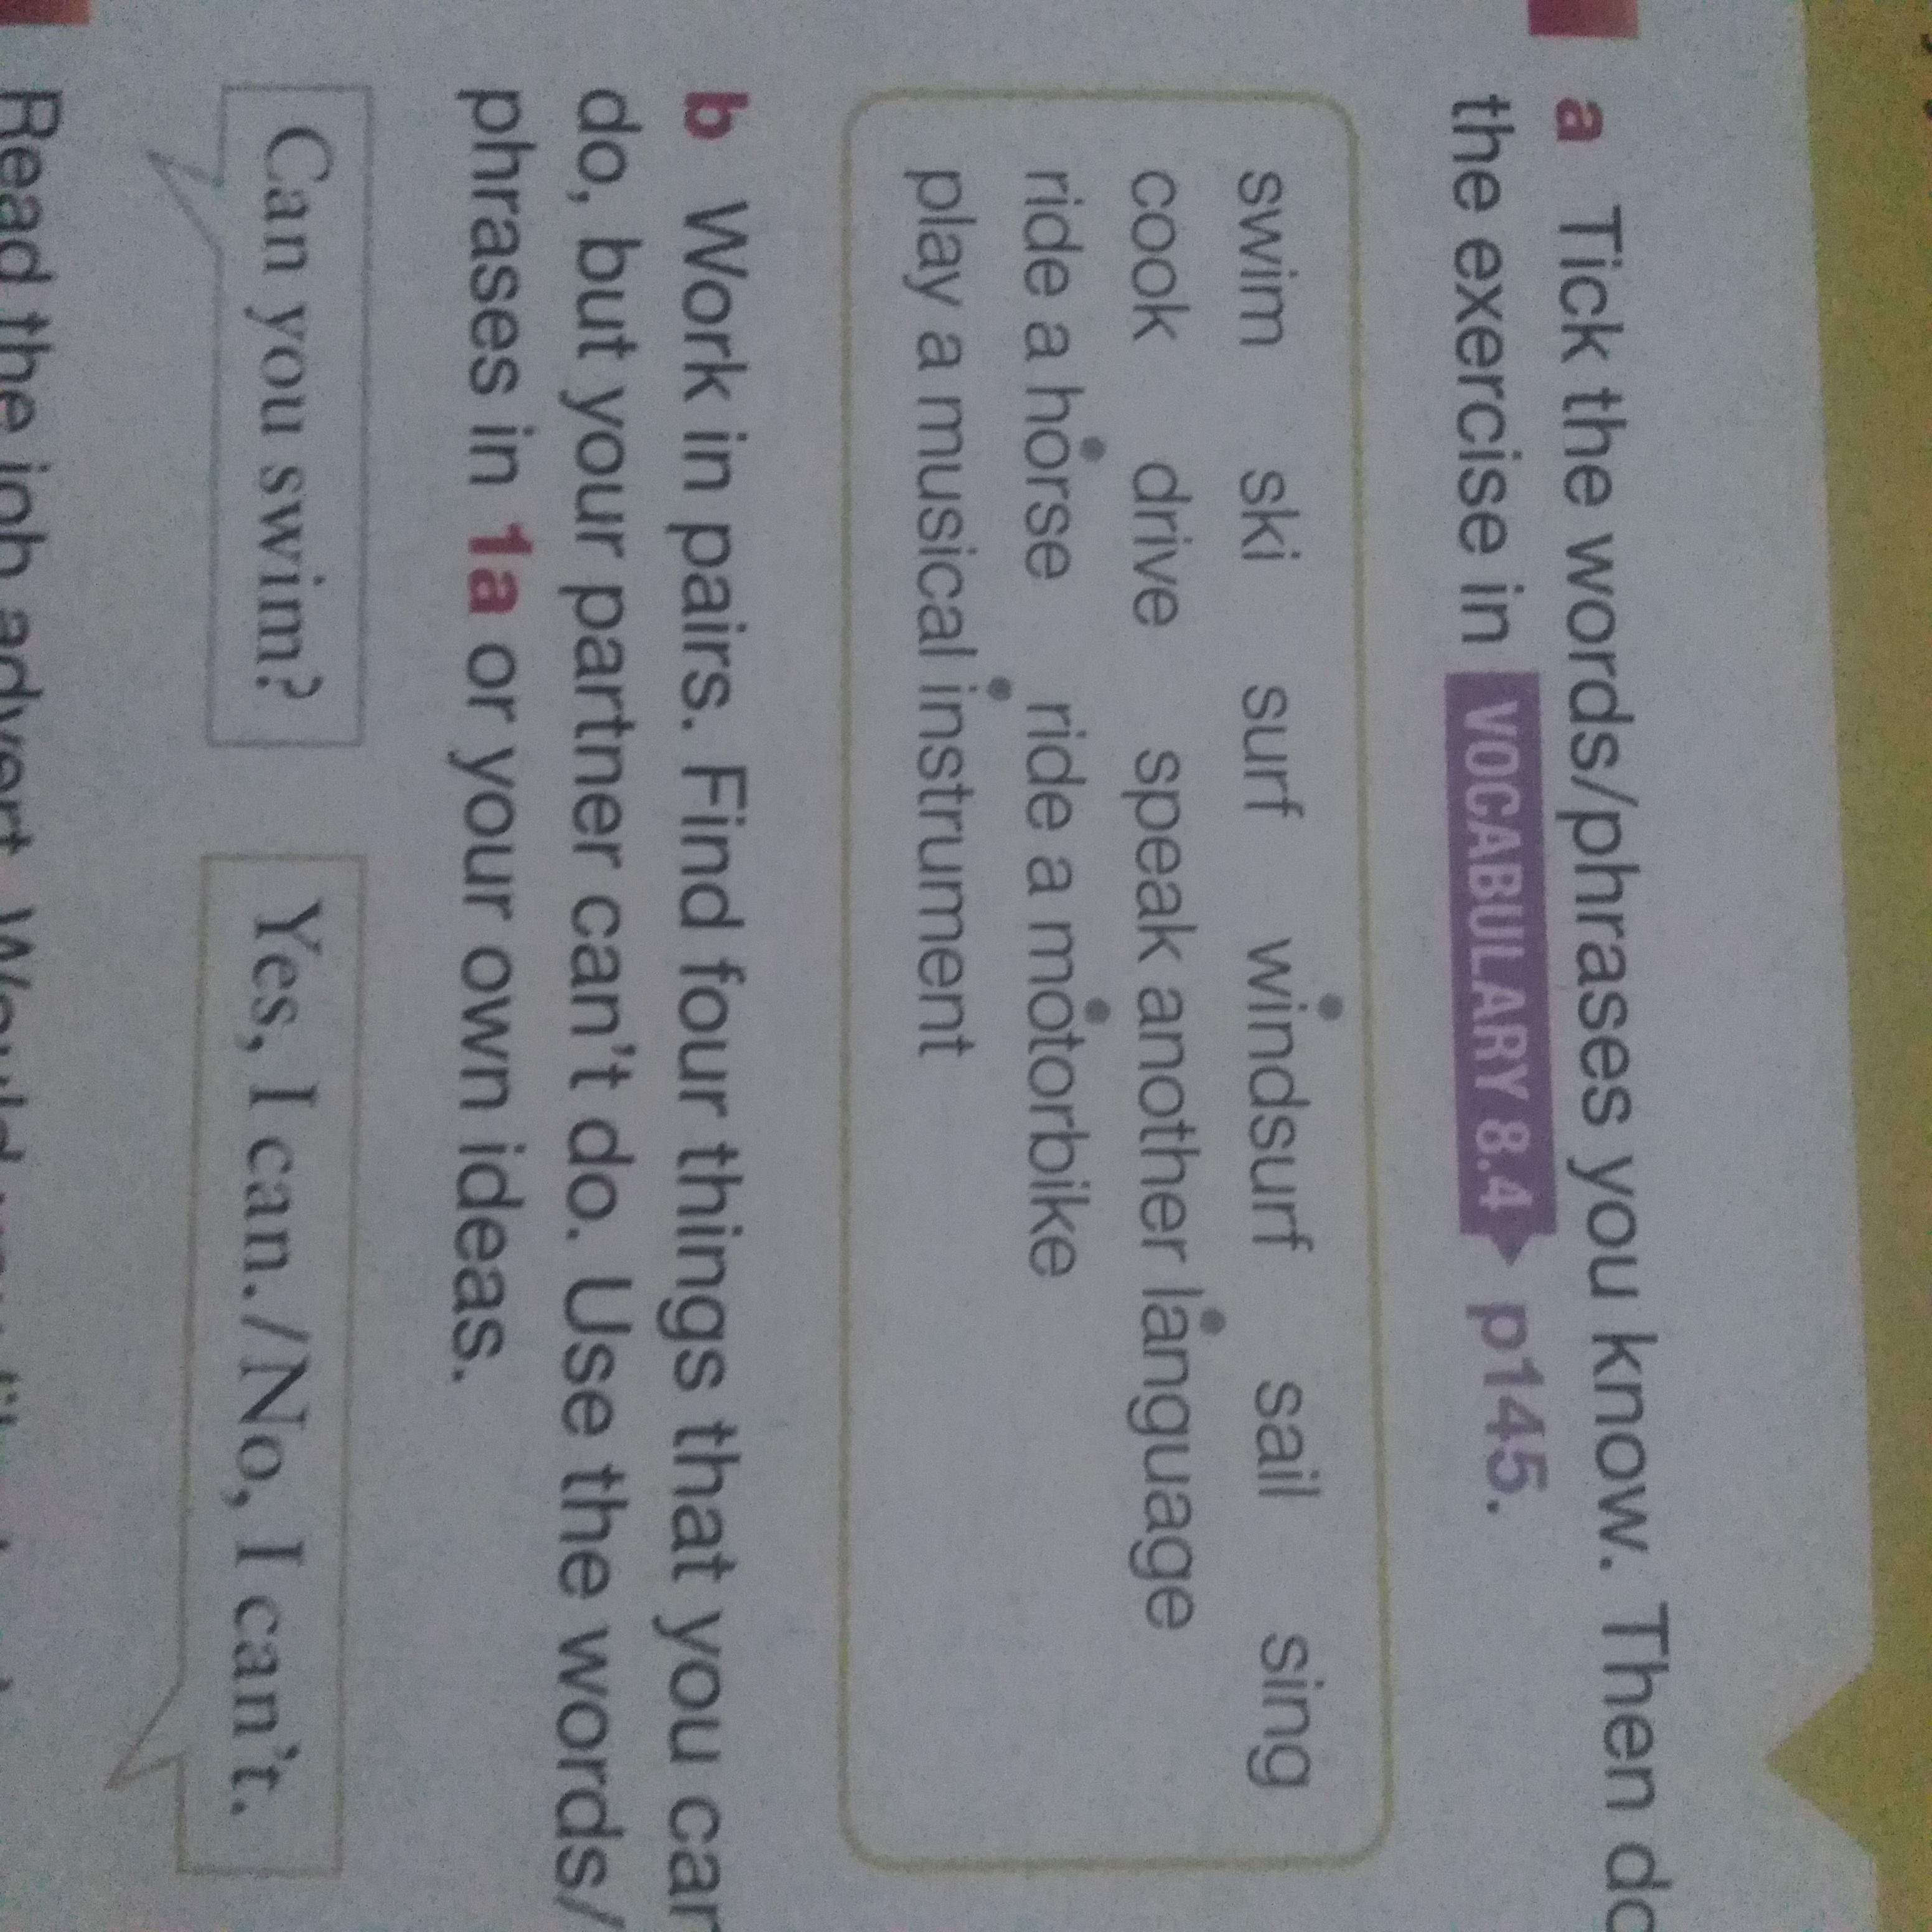 a Tick the words/phrases you know. Then do
the exercise in VOCABULARY 8.4 p145.
swim ski surf windsurf sail sing
cook drive speak another language
ride a horse ride a motorbike
play a musical instrument
b Work in pairs. Find four things that you can
do, but your partner can't do. Use the words/
phrases in 1a or your own ideas.
Can you swim? Yes, I can./No, I can't.
Read the job advert. Would you